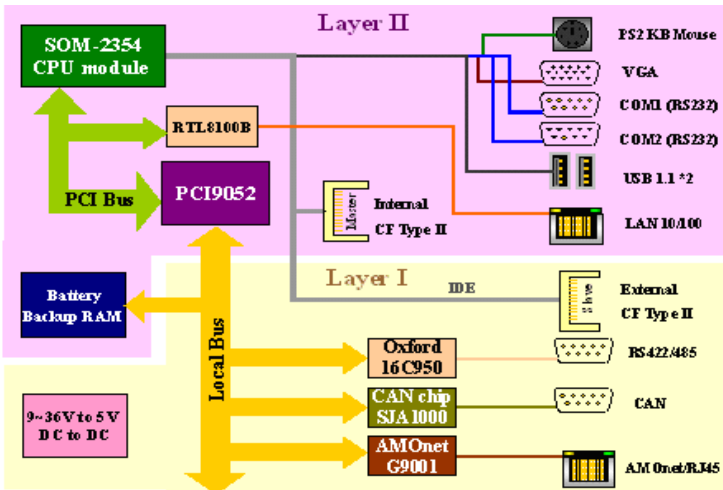 Layer II
SOM-2354
CPU module
PS2 KB Mouse
VGA
COM1 (RS232)
RTL8100B
COM2 (RS232)
USB 1.1 *2
PCI Bus
PCI9052
Master
Internal
CF Type II
LAN 10/100
Layer I
IDE
Battery
Backup RAM
Local Bus
External
CF Type II
Oxford
16C950
RS422/485
CAN chip
SJA1000
CAN
9~36V to 5V
DC to DC
AMOnet
G9001
AMOnet/RJ45